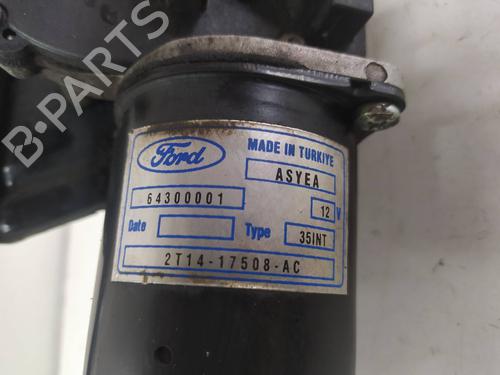 B-PARTS
Ford
MADE IN TURKIYE
ASYEA
64300001
12 V
Date
Type
35INT
2T14-17508-AC